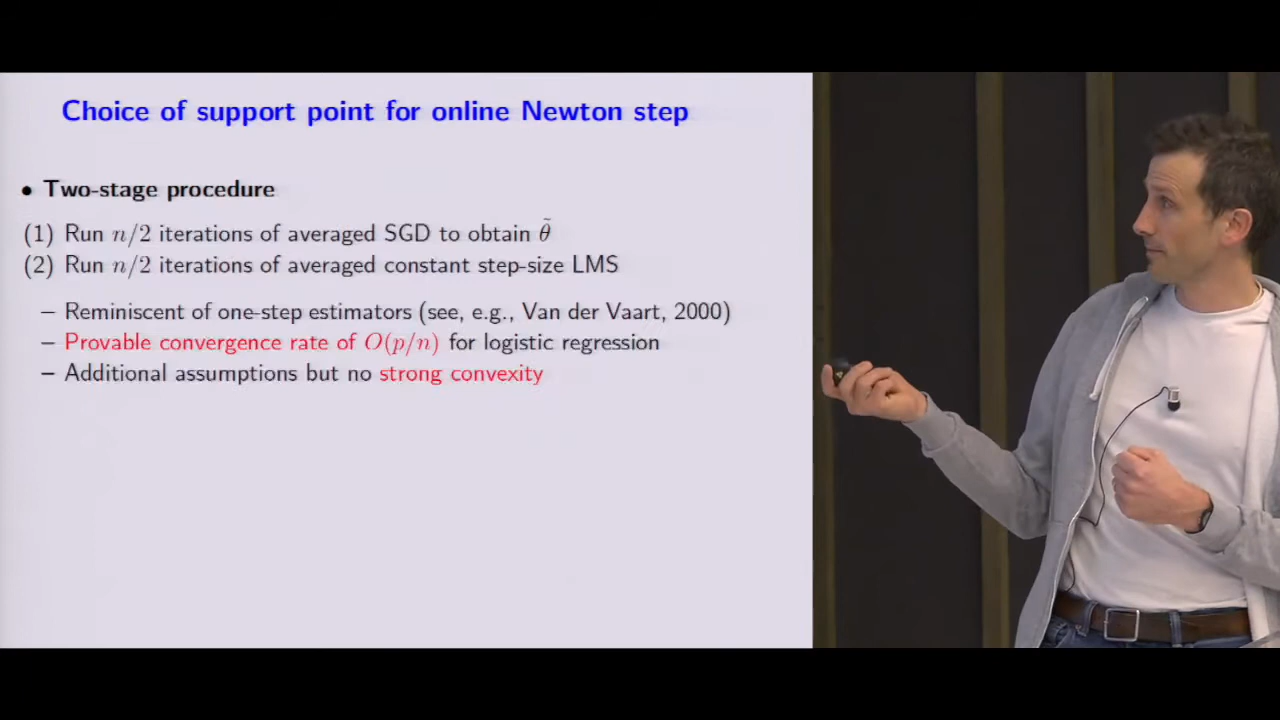 Choice of support point for online Newton step
• Two-stage procedure
(1) Run n/2 iterations of averaged SGD to obtain θ̃
(2) Run n/2 iterations of averaged constant step-size LMS
– Reminiscent of one-step estimators (see, e.g., Van der Vaart, 2000)
– Provable convergence rate of O(p/n) for logistic regression
– Additional assumptions but no strong convexity